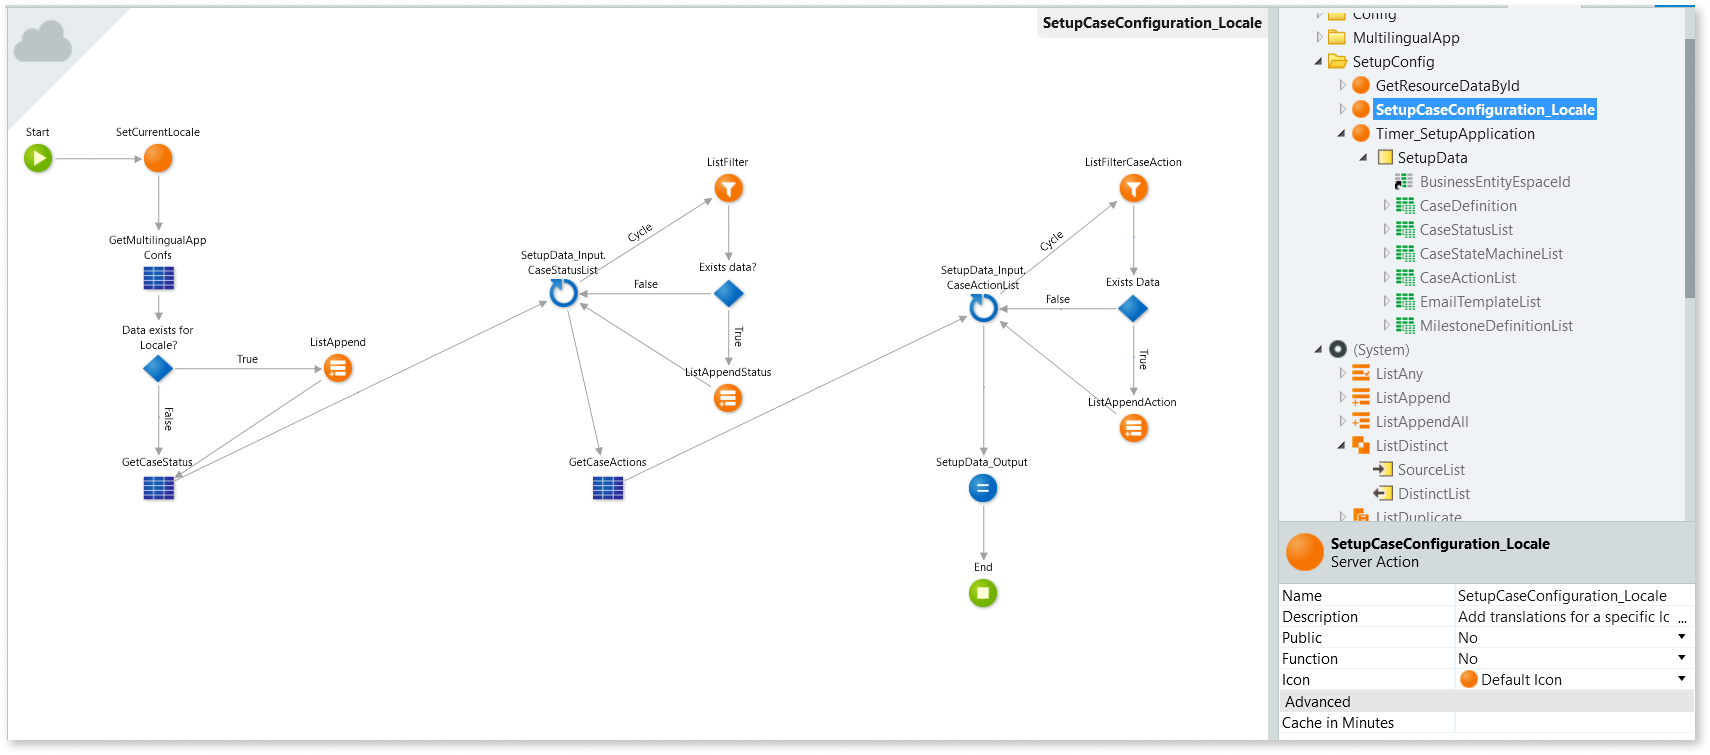 SetupCaseConfiguration_Locale
Start
SetCurrentLocale
GetMultilingualApp
Confs
Data exists for
Locale?
True
ListAppend
False
GetCaseStatus
SetupData_Input.
CaseStatusList
Cycle
ListFilter
Exists data?
False
True
ListAppendStatus
GetCaseActions
SetupData_Input.
CaseActionList
Cycle
ListFilterCaseAction
Exists Data
False
True
ListAppendAction
SetupData_Output
End
Config
MultilingualApp
SetupConfig
GetResourceDataById
SetupCaseConfiguration_Locale
Timer_SetupApplication
SetupData
BusinessEntityEspaceId
CaseDefinition
CaseStatusList
CaseStateMachineList
CaseActionList
EmailTemplateList
MilestoneDefinitionList
(System)
ListAny
ListAppend
ListAppendAll
ListDistinct
SourceList
DistinctList
ListDuplicate
SetupCaseConfiguration_Locale
Server Action
Name SetupCaseConfiguration_Locale
Description Add translations for a specific lc ...
Public No
Function No
Icon Default Icon
Advanced
Cache in Minutes